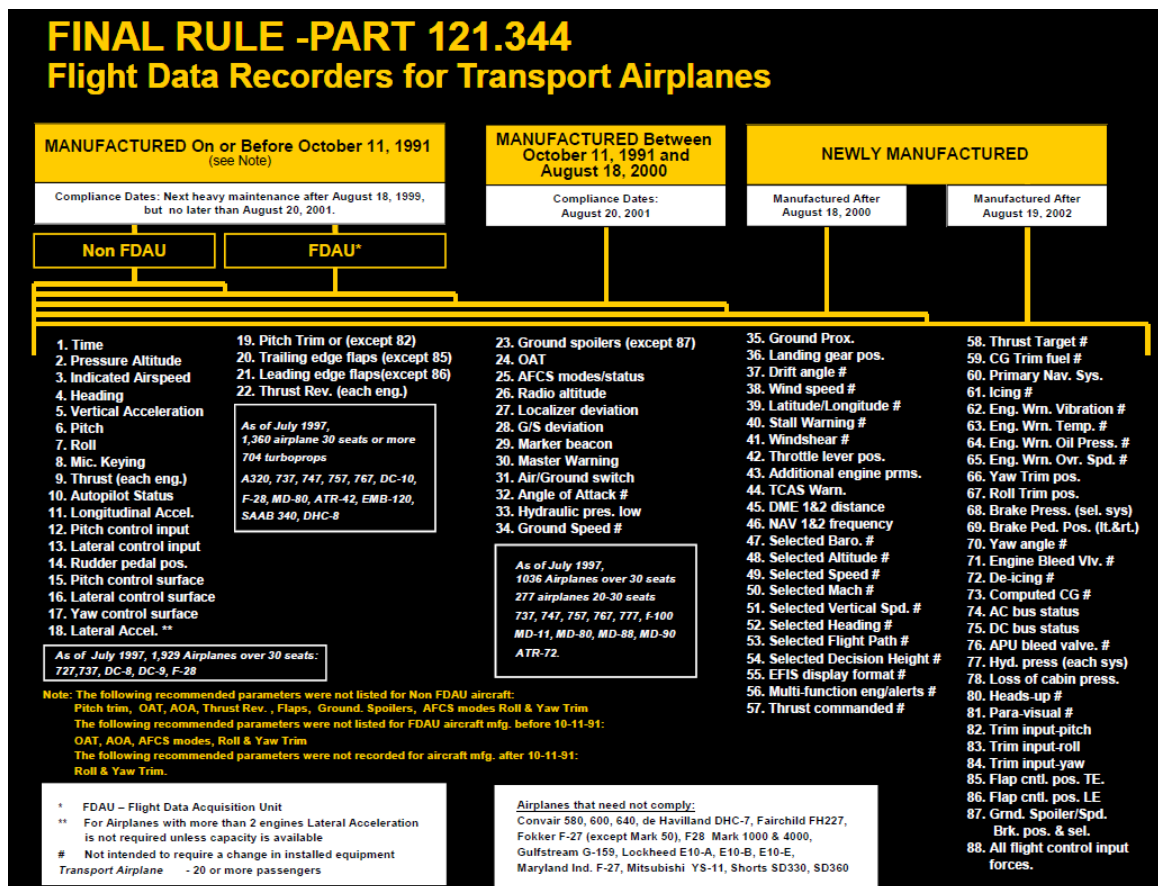 FINAL RULE -PART 121.344
Flight Data Recorders for Transport Airplanes
MANUFACTURED On or Before October 11, 1991
(see Note)
Compliance Dates: Next heavy maintenance after August 18, 1999,
but no later than August 20, 2001.
Non FDAU
FDAU*
MANUFACTURED Between
October 11, 1991 and
August 18, 2000
Compliance Dates:
August 20, 2001
NEWLY MANUFACTURED
Manufactured After
August 18, 2000
Manufactured After
August 19, 2002
1. Time
2. Pressure Altitude
3. Indicated Airspeed
4. Heading
5. Vertical Acceleration
6. Pitch
7. Roll
8. Mic. Keying
9. Thrust (each eng.)
10. Autopilot Status
11. Longitudinal Accel.
12. Pitch control input
13. Lateral control input
14. Rudder pedal pos.
15. Pitch control surface
16. Lateral control surface
17. Yaw control surface
18. Lateral Accel. **
As of July 1997, 1,929 Airplanes over 30 seats:
727,737, DC-8, DC-9, F-28
19. Pitch Trim or (except 82)
20. Trailing edge flaps (except 85)
21. Leading edge flaps(except 86)
22. Thrust Rev. (each eng.)
As of July 1997,
1,360 airplane 30 seats or more
704 turboprops
A320, 737, 747, 757, 767, DC-10,
F-28, MD-80, ATR-42, EMB-120,
SAAB 340, DHC-8
23. Ground spoilers (except 87)
24. OAT
25. AFCS modes/status
26. Radio altitude
27. Localizer deviation
28. G/S deviation
29. Marker beacon
30. Master Warning
31. Air/Ground switch
32. Angle of Attack #
33. Hydraulic pres. low
34. Ground Speed #
As of July 1997,
1036 Airplanes over 30 seats
277 airplanes 20-30 seats
737, 747, 757, 767, 777, f-100
MD-11, MD-80, MD-88, MD-90
ATR-72.
35. Ground Prox.
36. Landing gear pos.
37. Drift angle #
38. Wind speed #
39. Latitude/Longitude #
40. Stall Warning #
41. Windshear #
42. Throttle lever pos.
43. Additional engine prms.
44. TCAS Warn.
45. DME 1&2 distance
46. NAV 1&2 frequency
47. Selected Baro. #
48. Selected Altitude #
49. Selected Speed #
50. Selected Mach #
51. Selected Vertical Spd. #
52. Selected Heading #
53. Selected Flight Path #
54. Selected Decision Height #
55. EFIS display format #
56. Multi-function eng/alerts #
57. Thrust commanded #
58. Thrust Target #
59. CG Trim fuel #
60. Primary Nav. Sys.
61. Icing #
62. Eng. Wrn. Vibration #
63. Eng. Wrn. Temp. #
64. Eng. Wrn. Oil Press. #
65. Eng. Wrn. Ovr. Spd. #
66. Yaw Trim pos.
67. Roll Trim pos.
68. Brake Press. (sel. sys)
69. Brake Ped. Pos. (lt.&rt.)
70. Yaw angle #
71. Engine Bleed Vlv. #
72. De-icing #
73. Computed CG #
74. AC bus status
75. DC bus status
76. APU bleed valve. #
77. Hyd. press (each sys)
78. Loss of cabin press.
80. Heads-up #
81. Para-visual #
82. Trim input-pitch
83. Trim input-roll
84. Trim input-yaw
85. Flap cntl. pos. TE.
86. Flap cntl. pos. LE
87. Grnd. Spoiler/Spd.
Brk. pos. & sel.
88. All flight control input
forces.
Note: The following recommended parameters were not listed for Non FDAU aircraft:
Pitch trim, OAT, AOA, Thrust Rev. , Flaps, Ground. Spoilers, AFCS modes Roll & Yaw Trim
The following recommended parameters were not listed for FDAU aircraft mfg. before 10-11-91:
OAT, AOA, AFCS modes, Roll & Yaw Trim
The following recommended parameters were not recorded for aircraft mfg. after 10-11-91:
Roll & Yaw Trim.
* FDAU – Flight Data Acquisition Unit
** For Airplanes with more than 2 engines Lateral Acceleration
is not required unless capacity is available
# Not intended to require a change in installed equipment
Transport Airplane - 20 or more passengers
Airplanes that need not comply:
Convair 580, 600, 640, de Havilland DHC-7, Fairchild FH227,
Fokker F-27 (except Mark 50), F28 Mark 1000 & 4000,
Gulfstream G-159, Lockheed E10-A, E10-B, E10-E,
Maryland Ind. F-27, Mitsubishi YS-11, Shorts SD330, SD360